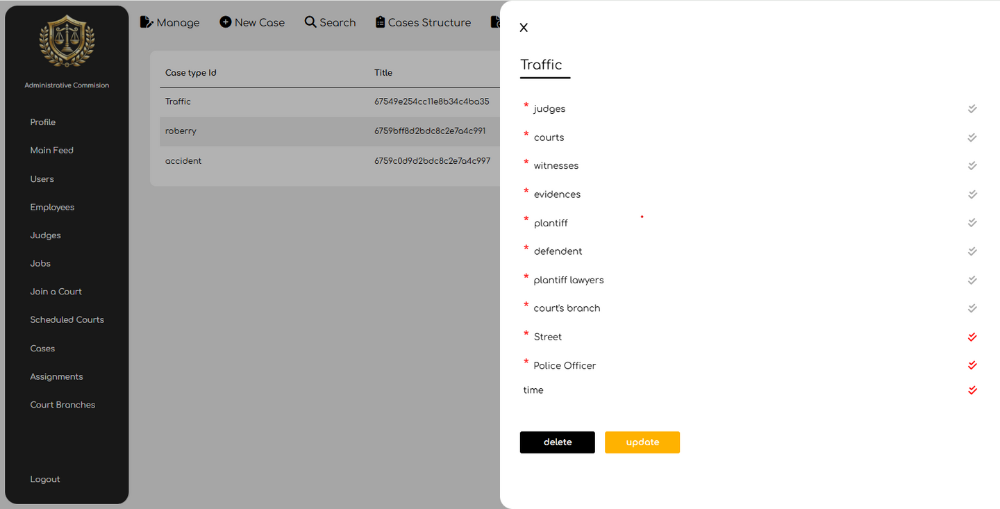 Administrative Commision
Profile
Main Feed
Users
Employees
Judges
Jobs
Join a Court
Scheduled Courts
Cases
Assignments
Court Branches
Logout
Manage New Case Search Cases Structure
Case type Id Title
Traffic 67549e254cc11e8b34c4ba35
roberry 6759bff8d2bdc8c2e7a4c991
accident 6759c0d9d2bdc8c2e7a4c997
X
Traffic
* judges
* courts
* witnesses
* evidences
* plantiff
* defendent
* plantiff lawyers
* court's branch
* Street
* Police Officer
time
delete update